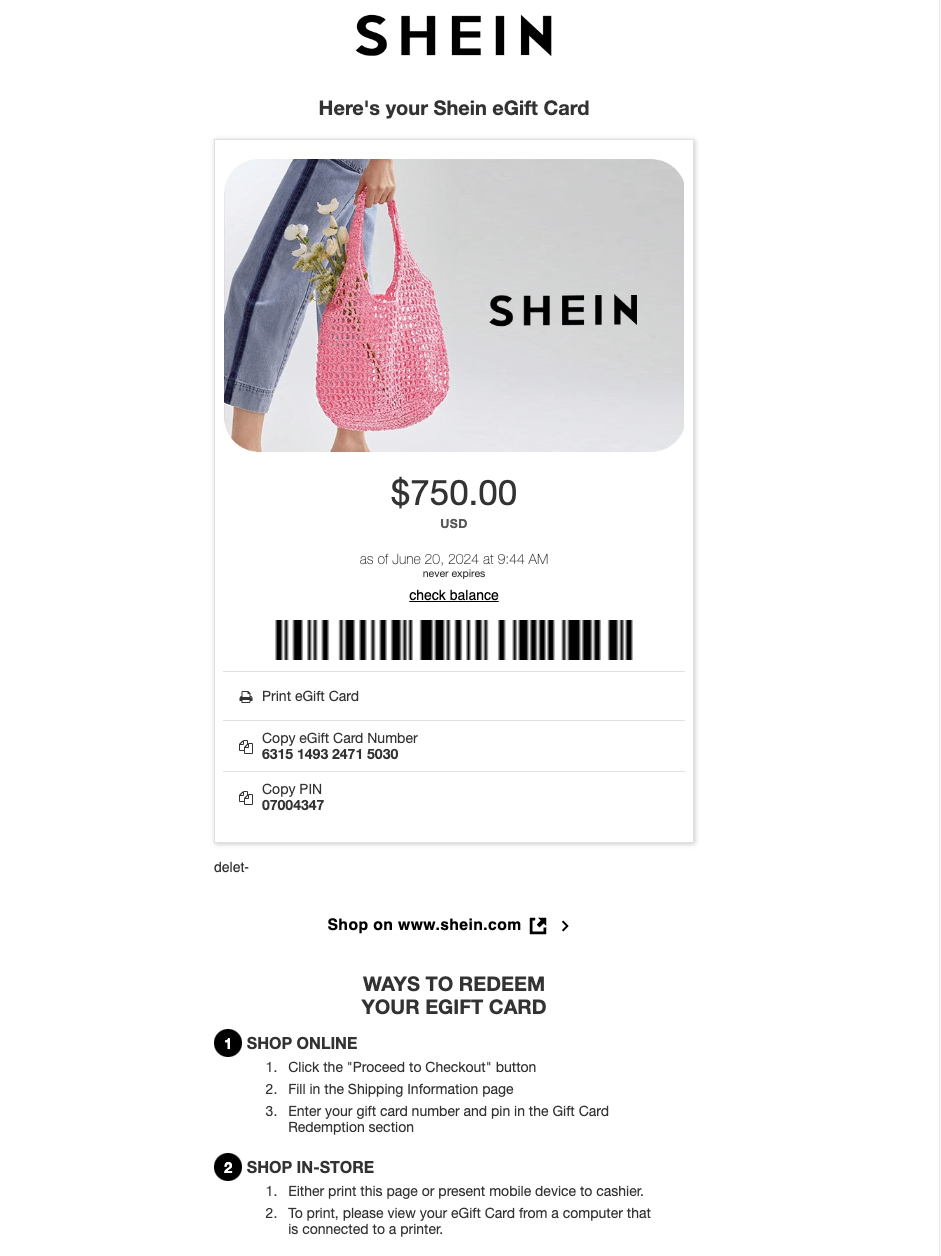 SHEIN
Here's your Shein eGift Card
SHEIN
$750.00
USD
as of June 20, 2024 at 9:44 AM
never expires
check balance
Print eGift Card
Copy eGift Card Number
6315 1493 2471 5030
Copy PIN
07004347
delet-
Shop on www.shein.com
WAYS TO REDEEM
YOUR EGIFT CARD
1 SHOP ONLINE
1. Click the "Proceed to Checkout" button
2. Fill in the Shipping Information page
3. Enter your gift card number and pin in the Gift Card
Redemption section
2 SHOP IN-STORE
1. Either print this page or present mobile device to cashier.
2. To print, please view your eGift Card from a computer that
is connected to a printer.